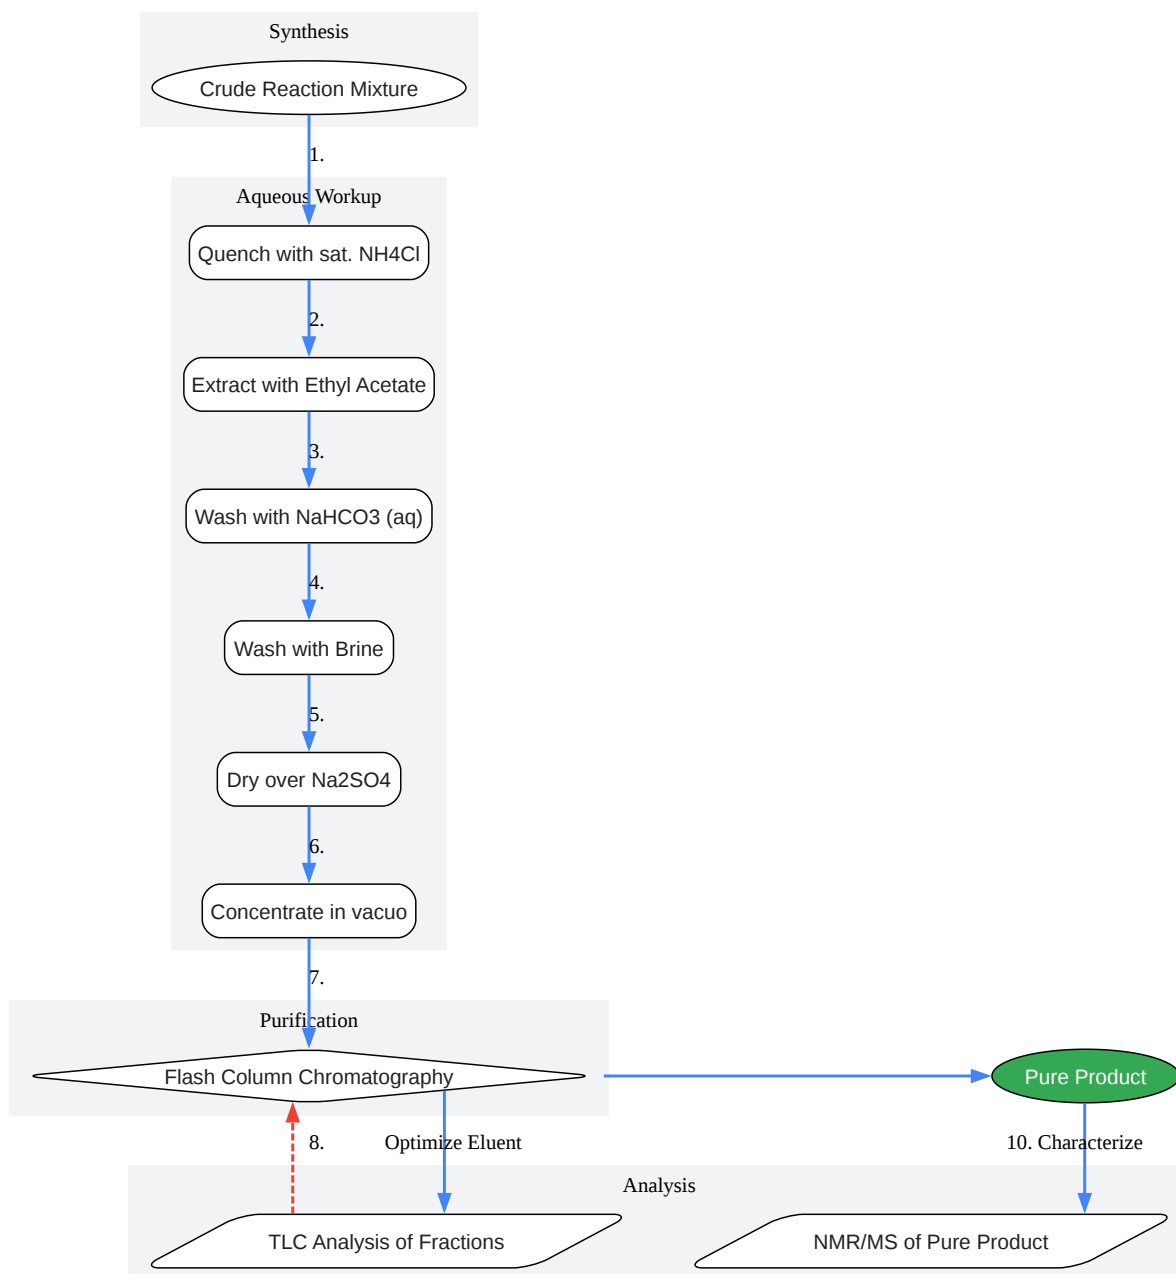 Synthesis
Crude Reaction Mixture
1.
Aqueous Workup
Quench with sat. NH4Cl
2.
Extract with Ethyl Acetate
3.
Wash with NaHCO3 (aq)
4.
Wash with Brine
5.
Dry over Na2SO4
6.
Concentrate in vacuo
7.
Purification
Flash Column Chromatography
Pure Product
8.
Optimize Eluent
10. Characterize
Analysis
TLC Analysis of Fractions
NMR/MS of Pure Product